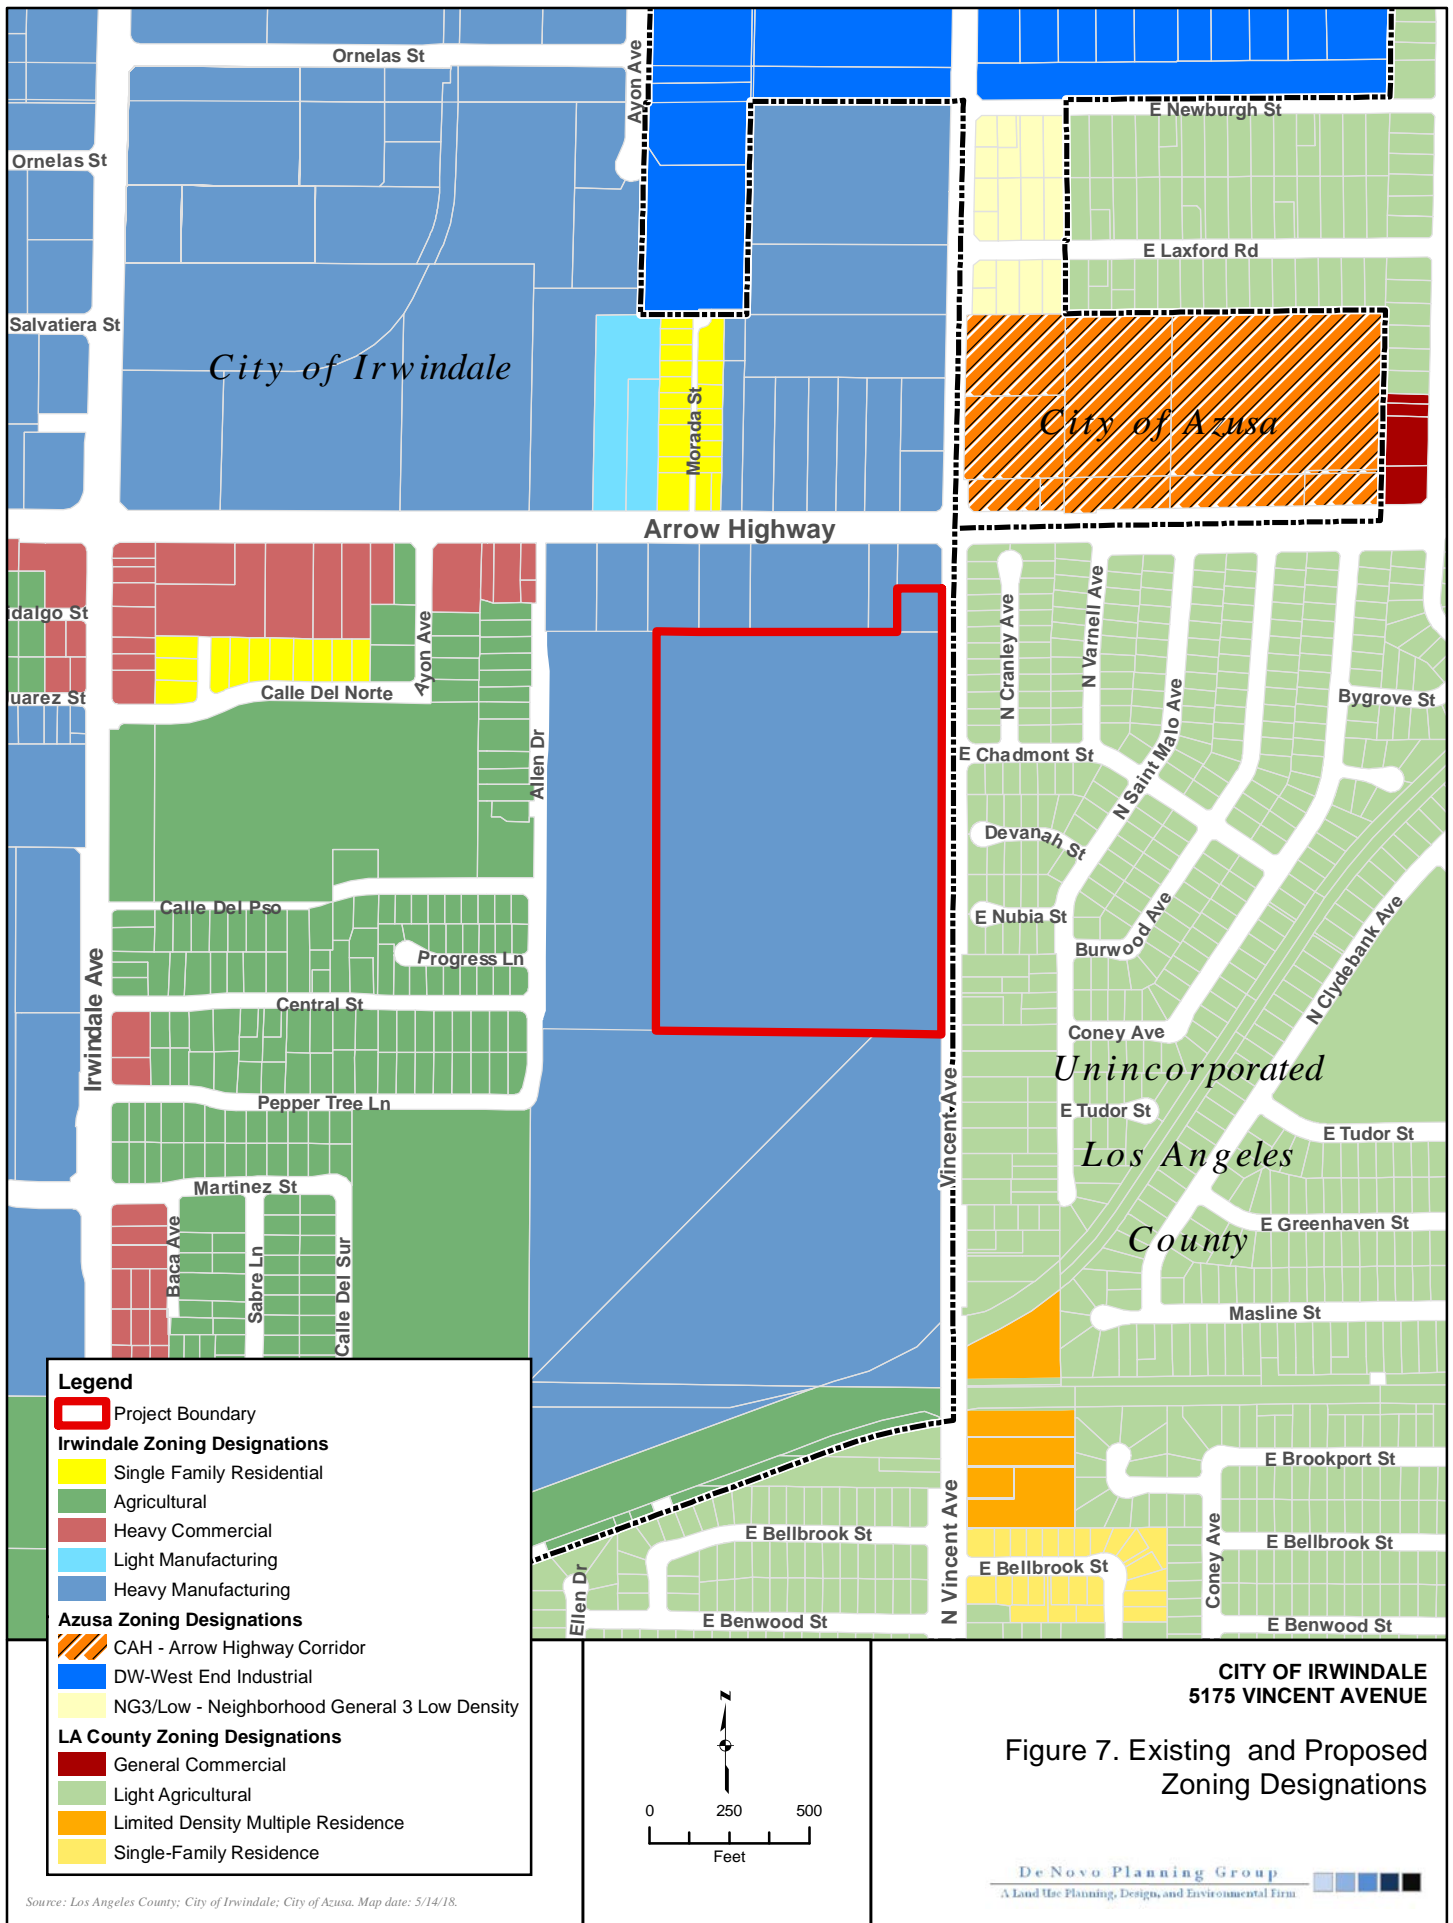 Ornelas St
Ayon Ave
E Newburgh St
Ornelas St
E Laxford Rd
Salvatiera St
City of Irwindale
Morada St
City of Azusa
Arrow Highway
idalgo St
Ayon Ave
N Cranley Ave
N Varnell Ave
uarez St
Calle Del Norte
N Saint Malo Ave
Bygrove St
Allen Dr
E Chadmont St
Devanah St
Calle Del Pso
E Nubia St
Burwood Ave
N Clydebank Ave
Irwindale Ave
Progress Ln
Central St
Coney Ave
Unincorporated
Los Angeles
County
Pepper Tree Ln
Vincent Ave
E Tudor St
E Tudor St
Martinez St
E Greenhaven St
Baca Ave
Sabre Ln
Calle Del Sur
Masline St
E Brookport St
N Vincent Ave
E Bellbrook St
E Bellbrook St
E Bellbrook St
Coney Ave
Ellen Dr
E Benwood St
E Benwood St
Legend
Project Boundary
Irwindale Zoning Designations
Single Family Residential
Agricultural
Heavy Commercial
Light Manufacturing
Heavy Manufacturing
Azusa Zoning Designations
CAH - Arrow Highway Corridor
DW-West End Industrial
NG3/Low - Neighborhood General 3 Low Density
LA County Zoning Designations
General Commercial
Light Agricultural
Limited Density Multiple Residence
Single-Family Residence
Source: Los Angeles County; City of Irwindale; City of Azusa. Map date: 5/14/18.
N
0 250 500
Feet
CITY OF IRWINDALE
5175 VINCENT AVENUE
Figure 7. Existing and Proposed
Zoning Designations
De Novo Planning Group
A Land Use Planning, Design, and Environmental Firm